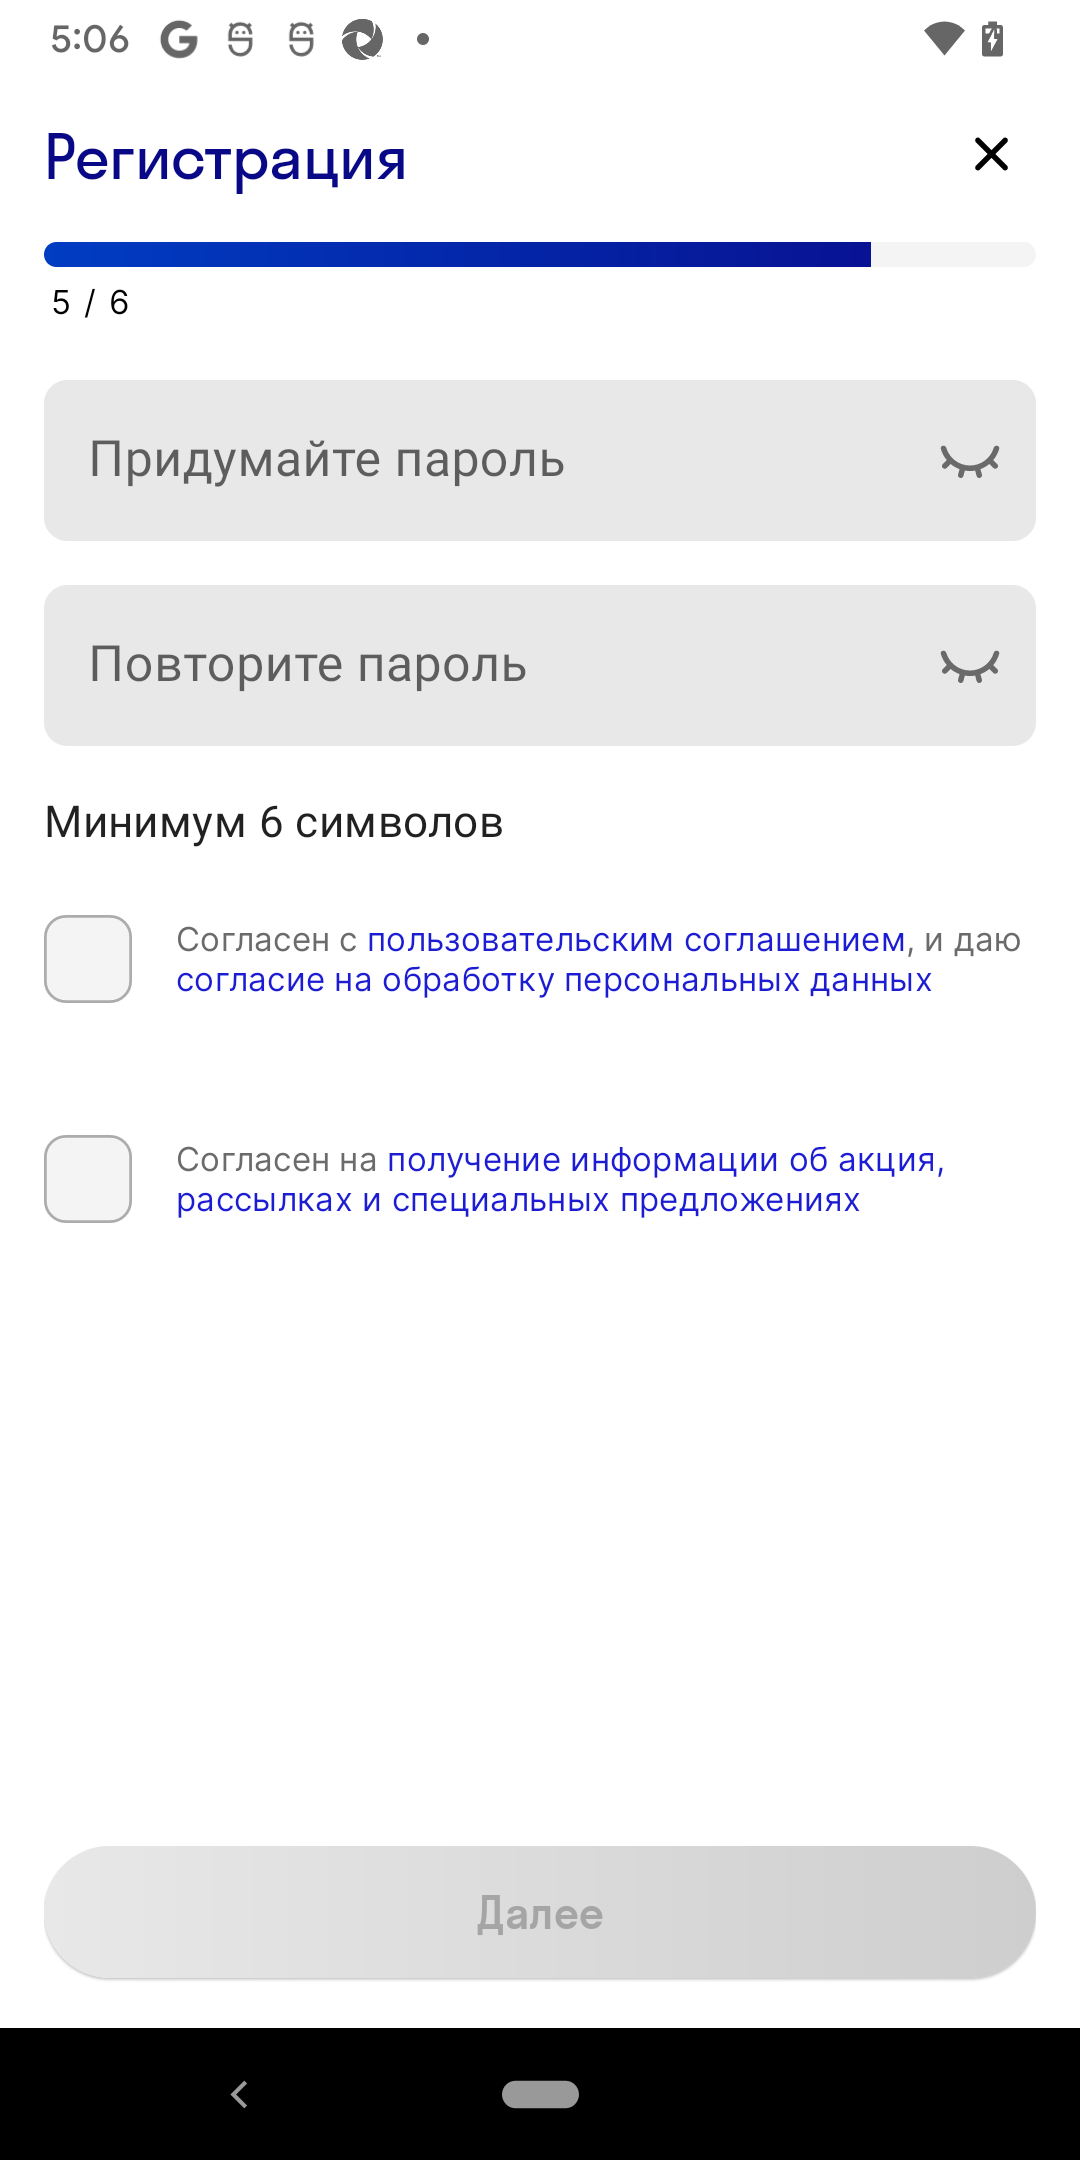 5:06
Регистрация
5 / 6
Придумайте пароль
Повторите пароль
Минимум 6 символов
Согласен с пользовательским соглашением, и даю
согласие на обработку персональных данных
Согласен на получение информации об акция,
рассылках и специальных предложениях
Далее